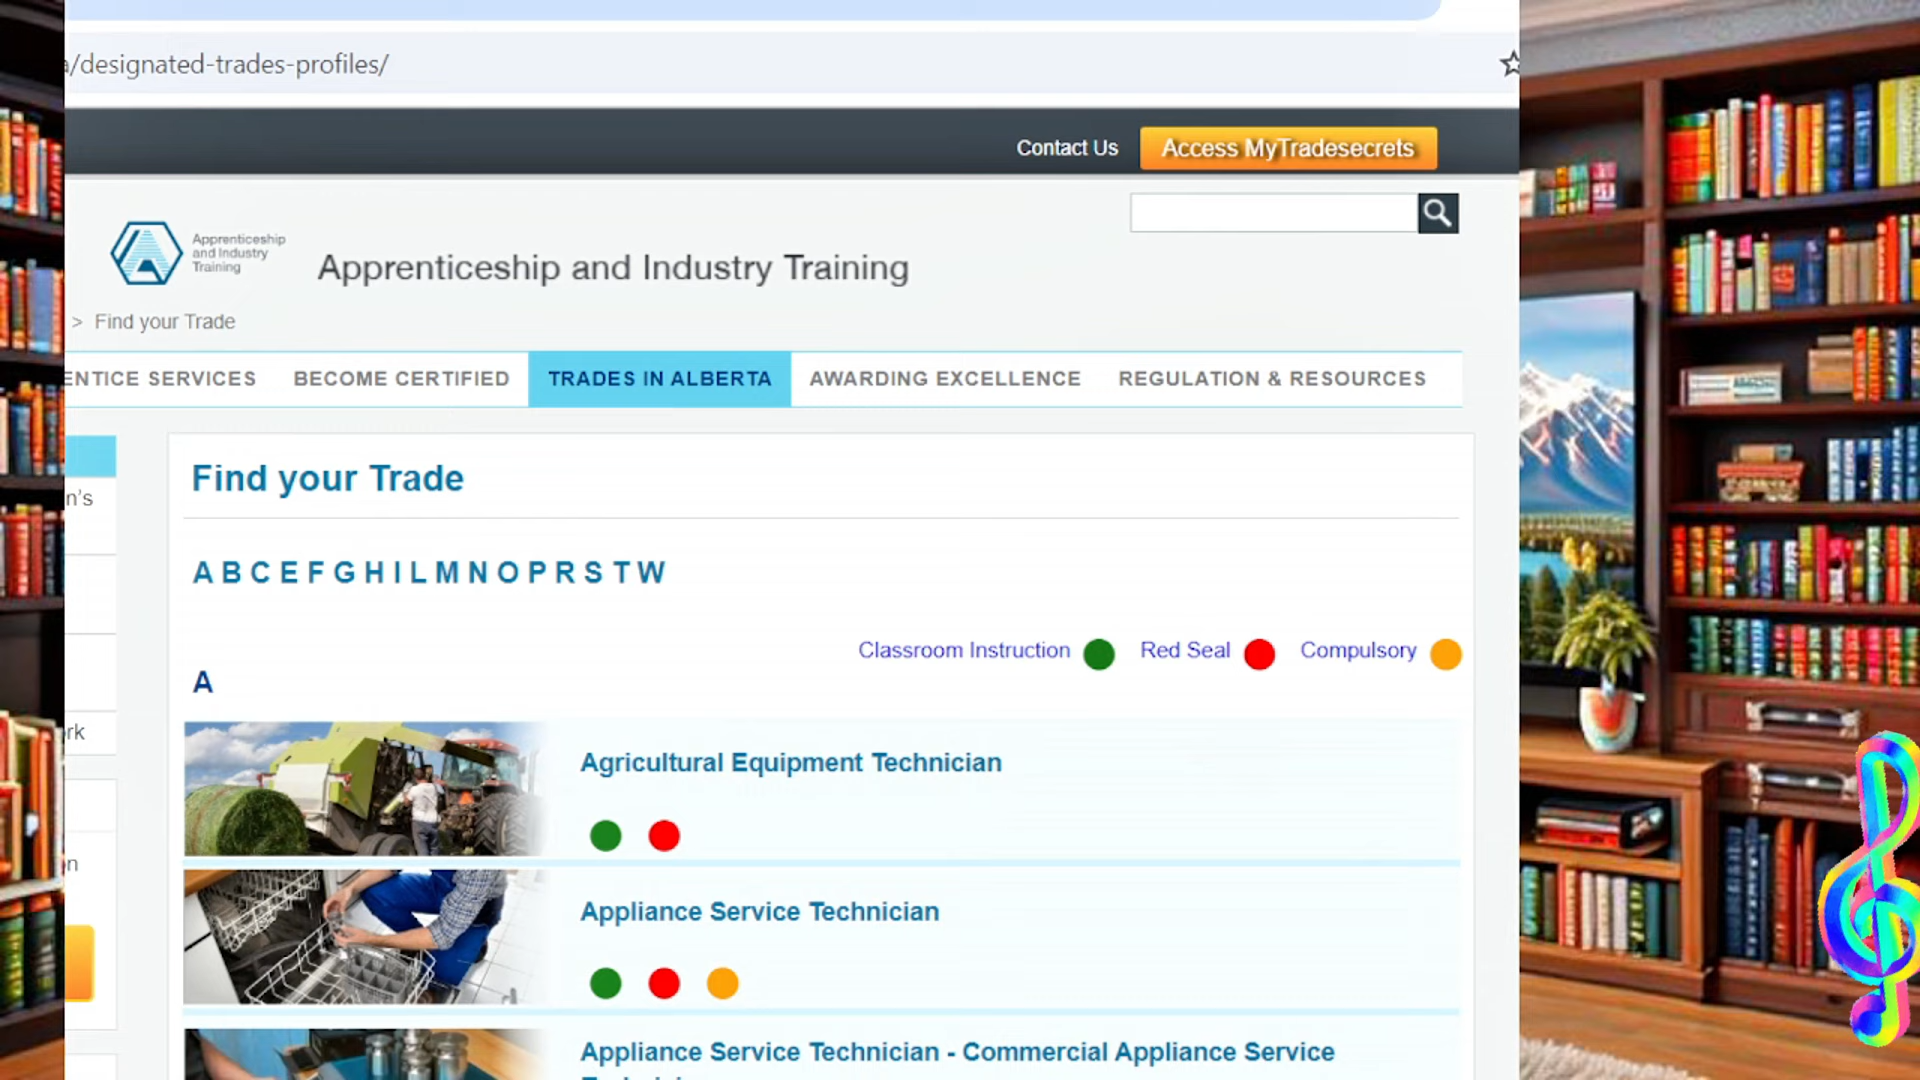 /designated-trades-profiles/
Contact Us
Access MyTradesecrets
Apprenticeship
and Industry
Training
Apprenticeship and Industry Training
> Find your Trade
ENTICE SERVICES
BECOME CERTIFIED
TRADES IN ALBERTA
AWARDING EXCELLENCE
REGULATION & RESOURCES
n's
rk
n
Find your Trade
A B C E F G H I L M N O P R S T W
Classroom Instruction
Red Seal
Compulsory
A
Agricultural Equipment Technician
Appliance Service Technician
Appliance Service Technician - Commercial Appliance Service